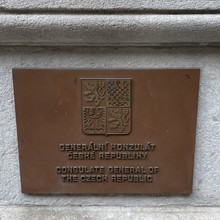 GENERÁLNÍ KONZULÁT
ČESKÉ REPUBLIKY
CONSULATE GENERAL OF
THE CZECH REPUBLIC